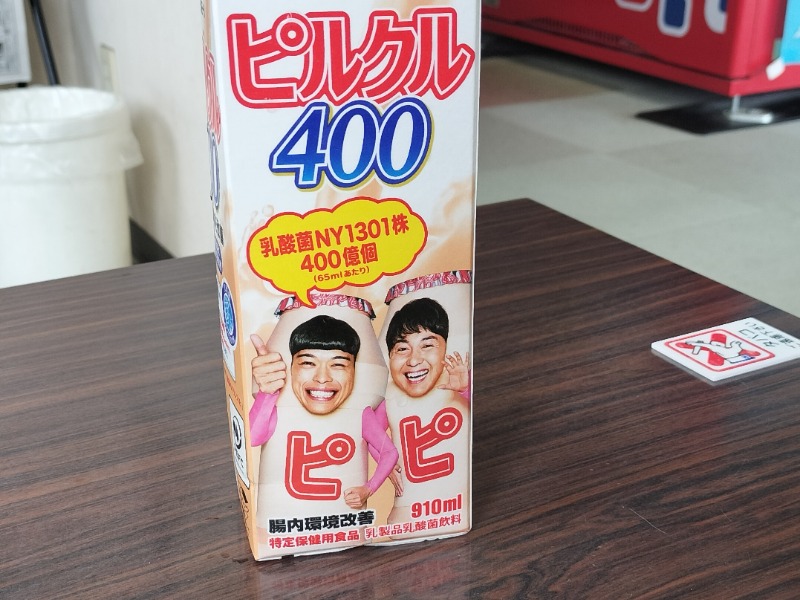 ピルクル
400
乳酸菌NY1301株
400億個
(65mlあたり)
ピ
ピ
910ml
腸内環境改善
特定保健用食品 乳製品乳酸菌飲料